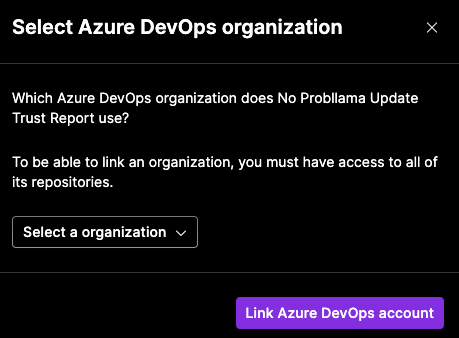 Select Azure DevOps organization
Which Azure DevOps organization does No Probllama Update
Trust Report use?
To be able to link an organization, you must have access to all of
its repositories.
Select a organization
Link Azure DevOps account